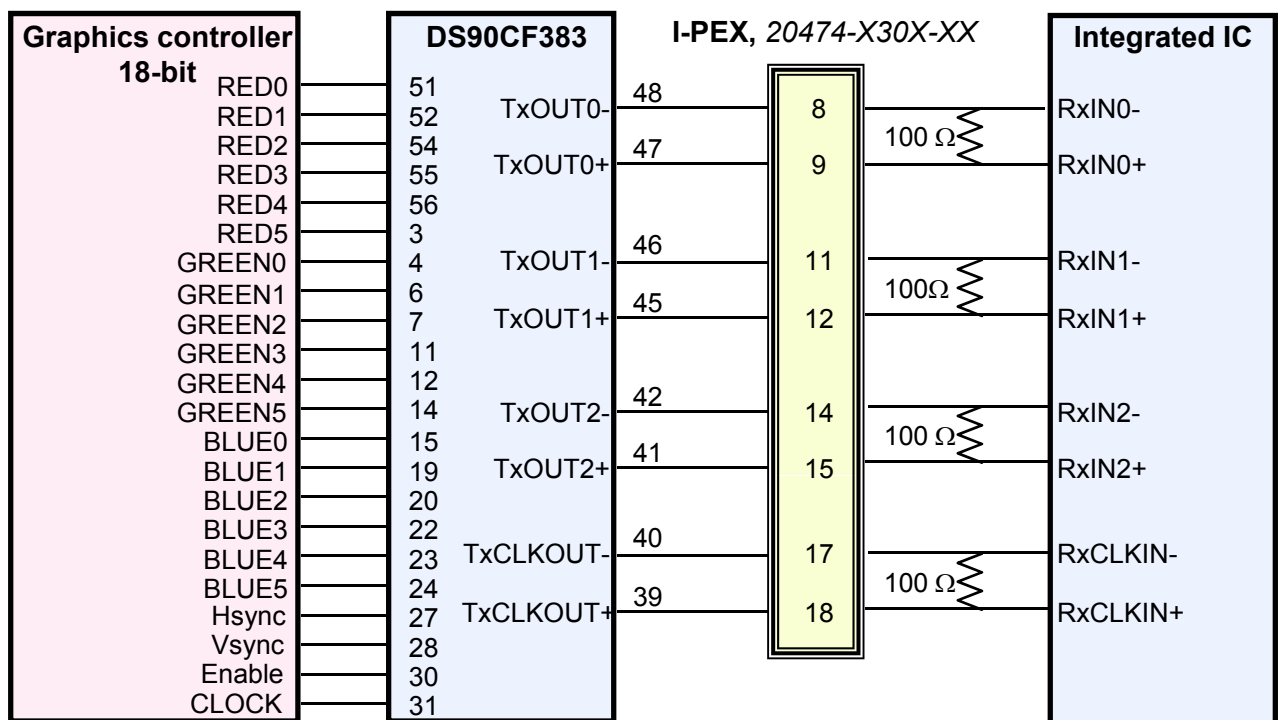 Graphics controller
18-bit
DS90CF383
I-PEX, 20474-X30X-XX
Integrated IC
RED0 51
RED1 52
RED2 54
RED3 55
RED4 56
RED5 3
GREEN0 4
GREEN1 6
GREEN2 7
GREEN3 11
GREEN4 12
GREEN5 14
BLUE0 15
BLUE1 19
BLUE2 20
BLUE3 22
BLUE4 23
BLUE5 24
Hsync 27
Vsync 28
Enable 30
CLOCK 31
TxOUT0- 48 8 RxIN0-
100 Ω
TxOUT0+ 47 9 RxIN0+
TxOUT1- 46 11 RxIN1-
100Ω
TxOUT1+ 45 12 RxIN1+
TxOUT2- 42 14 RxIN2-
100 Ω
TxOUT2+ 41 15 RxIN2+
TxCLKOUT- 40 17 RxCLKIN-
100 Ω
TxCLKOUT+ 39 18 RxCLKIN+